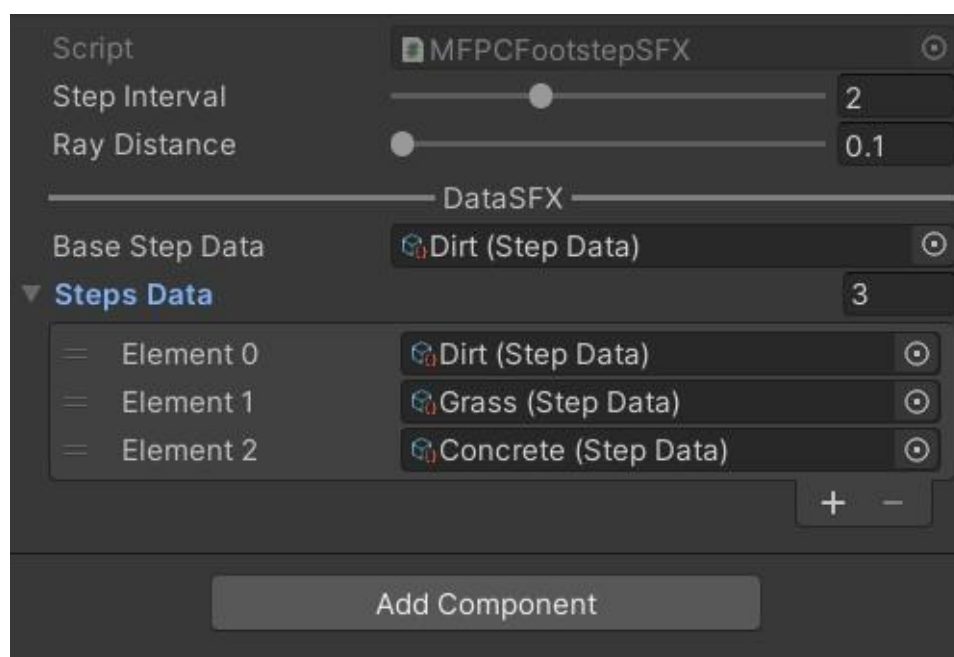 Script MFPCFootstepSFX
Step Interval 2
Ray Distance 0.1
DataSFX
Base Step Data Dirt (Step Data)
Steps Data 3
Element 0 Dirt (Step Data)
Element 1 Grass (Step Data)
Element 2 Concrete (Step Data)
+ −
Add Component